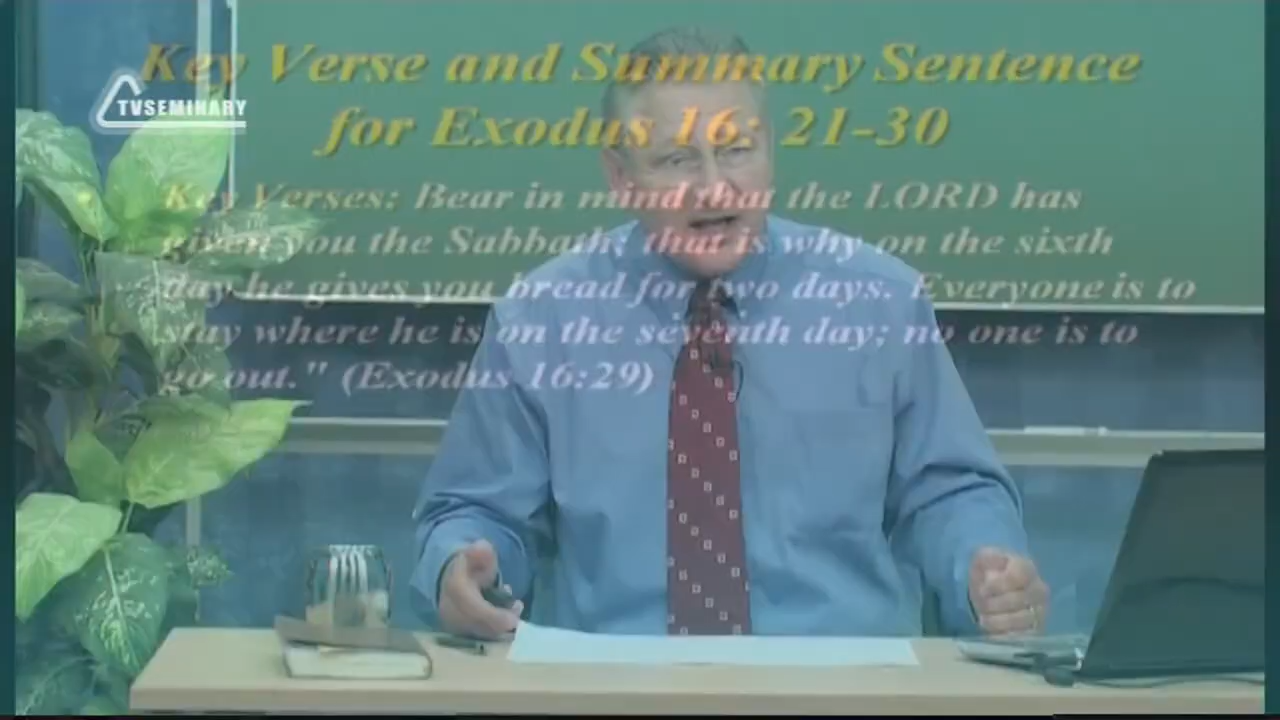 Key Verse and Summary Sentence
for Exodus 16: 21-30
TVSEMINARY
Key Verses: Bear in mind that the LORD has
given you the Sabbath; that is why on the sixth
day he gives you bread for two days. Everyone is to
stay where he is on the seventh day; no one is to
go out." (Exodus 16:29)